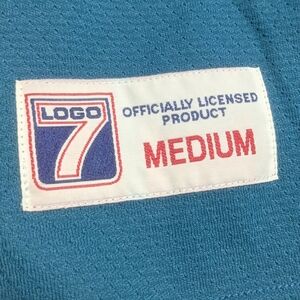 LOGO
7
OFFICIALLY LICENSED
PRODUCT
MEDIUM